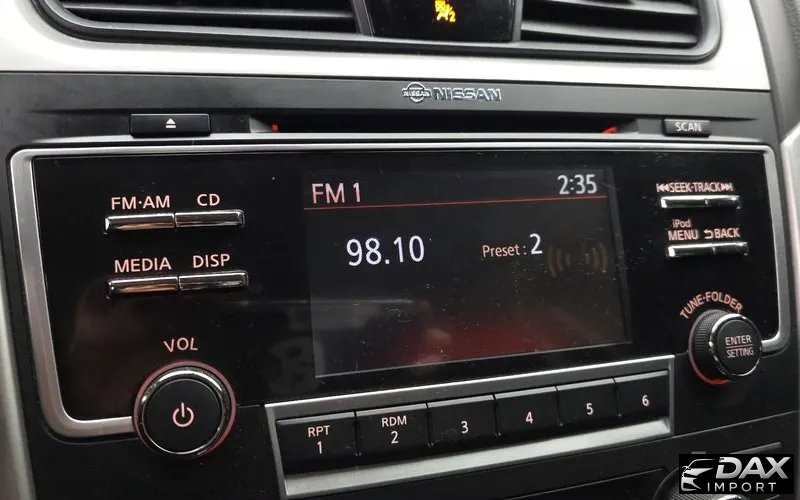 NISSAN NISSAN
SCAN
FM·AM CD
MEDIA DISP
VOL
FM 1 2:35
98.10 Preset : 2
SEEK·TRACK
iPod
MENU BACK
TUNE·FOLDER
ENTER
SETTING
RPT
1
RDM
2
3
4
5
6
DAX
IMPORT